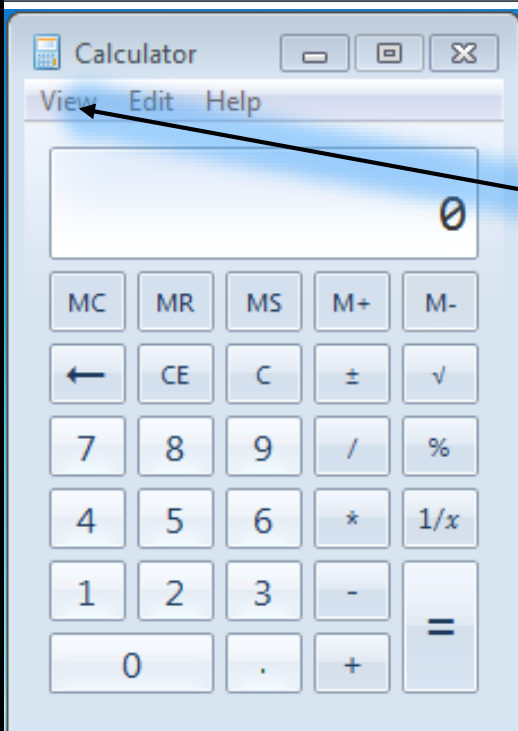 Calculator
View Edit Help
0
MC MR MS M+ M-
← CE C ± √
7 8 9 / %
4 5 6 * 1/x
1 2 3 - =
0 . +